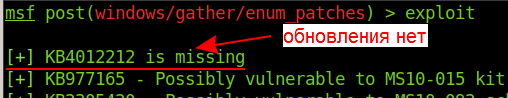 msf post(windows/gather/enum_patches) > exploit
обновления нет
[+] KB4012212 is missing
[+] KB977165 - Possibly vulnerable to MS10-015 kit